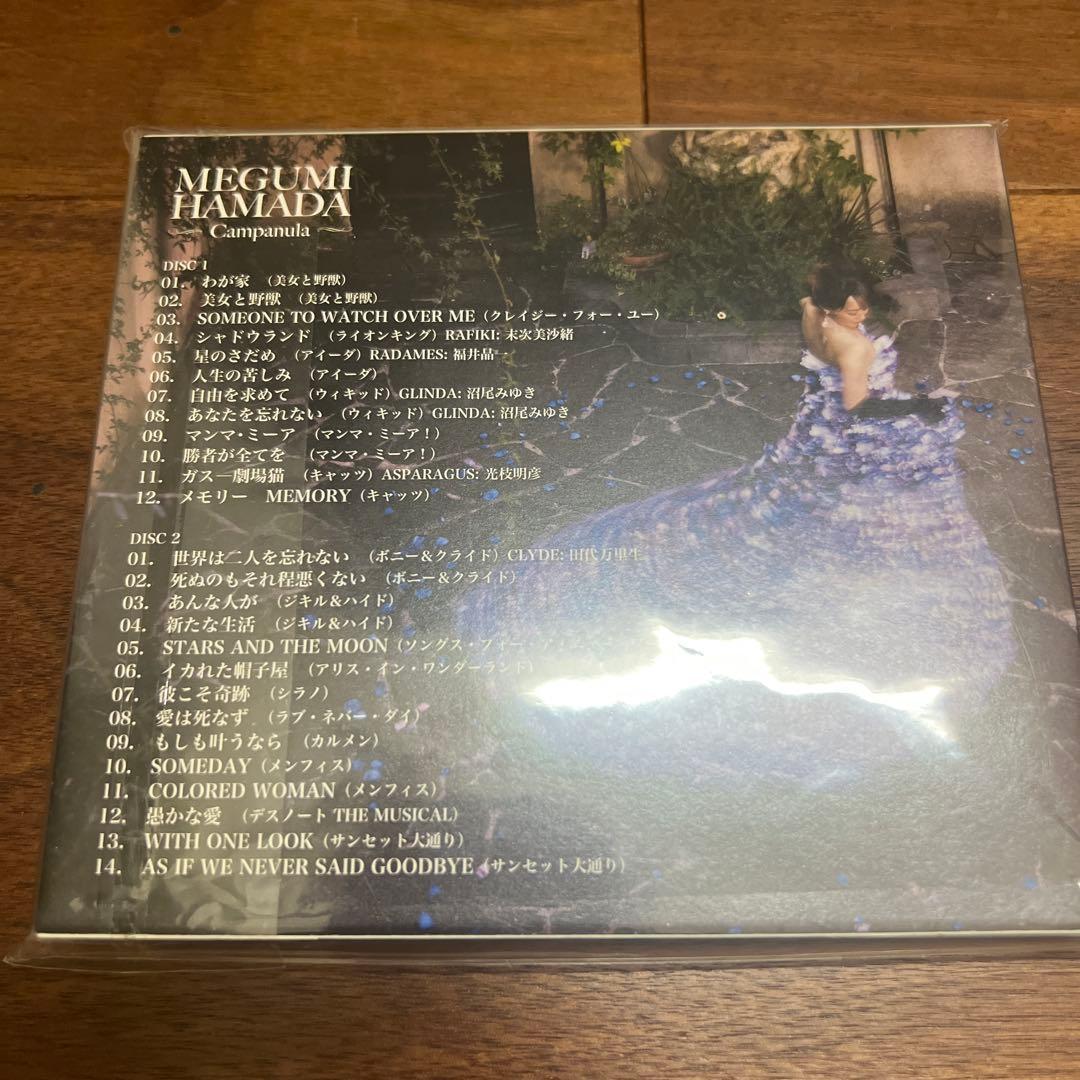 MEGUMI
HAMADA
Campanula
DISC 1
01. わが家 (美女と野獣)
02. 美女と野獣 (美女と野獣)
03. SOMEONE TO WATCH OVER ME (クレイジー・フォー・ユー)
04. シャドウランド (ライオンキング) RAFIKI: 末次美沙緒
05. 星のさだめ (アイーダ) RADAMES: 福井晶一
06. 人生の苦しみ (アイーダ)
07. 自由を求めて (ウィキッド) GLINDA: 沼尾みゆき
08. あなたを忘れない (ウィキッド) GLINDA: 沼尾みゆき
09. マンマ・ミーア (マンマ・ミーア!)
10. 勝者が全てを (マンマ・ミーア!)
11. ガス—劇場猫 (キャッツ) ASPARAGUS: 光枝明彦
12. メモリー MEMORY (キャッツ)
DISC 2
01. 世界は二人を忘れない (ボニー&クライド) CLYDE: 田代万里生
02. 死ぬのもそれ程悪くない (ボニー&クライド)
03. あんな人が (ジキル&ハイド)
04. 新たな生活 (ジキル&ハイド)
05. STARS AND THE MOON (ソングス・フォー・
06. イカれた帽子屋 (アリス・イン・ワンダーランド)
07. 彼こそ奇跡 (シラノ)
08. 愛は死なず (ラブ・ネバー・ダイ)
09. もしも叶うなら (カルメン)
10. SOMEDAY (メンフィス)
11. COLORED WOMAN (メンフィス)
12. 愚かな愛 (デスノート THE MUSICAL)
13. WITH ONE LOOK (サンセット大通り)
14. AS IF WE NEVER SAID GOODBYE (サンセット大通り)